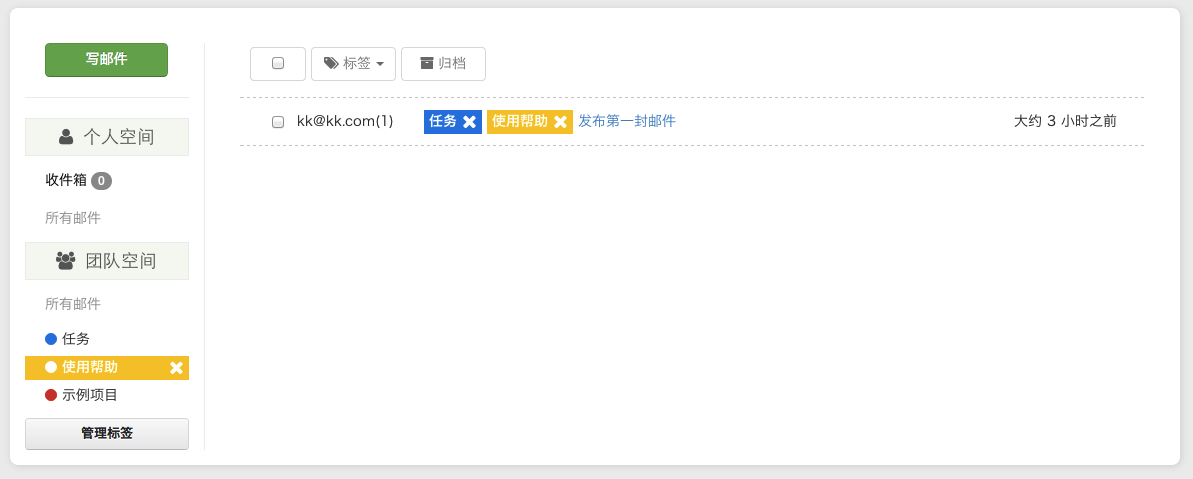 写邮件
个人空间
收件箱 0
所有邮件
团队空间
所有邮件
任务
使用帮助
示例项目
管理标签
标签 归档
kk@kk.com(1) 任务 使用帮助 发布第一封邮件 大约 3 小时之前